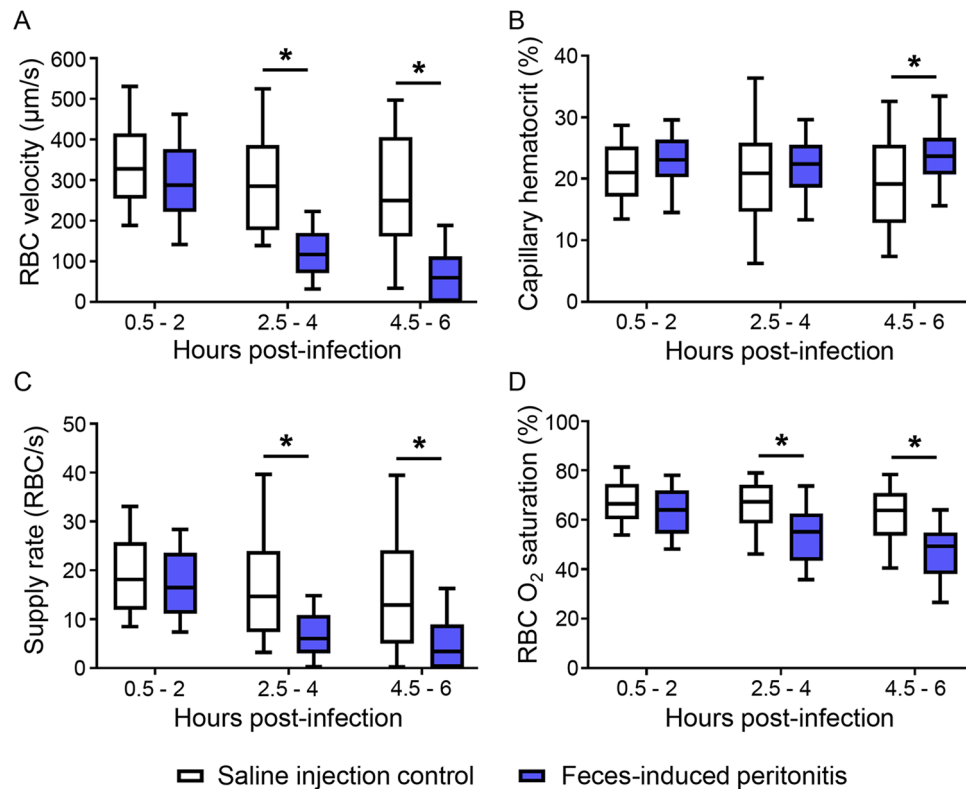 A
RBC velocity (µm/s)
600
500
400
300
200
100
0
*
*
0.5 - 2
2.5 - 4
4.5 - 6
Hours post-infection
B
Capillary hematocrit (%)
40
30
20
10
0
*
0.5 - 2
2.5 - 4
4.5 - 6
Hours post-infection
C
Supply rate (RBC/s)
50
40
30
20
10
0
*
*
0.5 - 2
2.5 - 4
4.5 - 6
Hours post-infection
D
RBC O₂ saturation (%)
100
80
60
40
20
0
*
*
0.5 - 2
2.5 - 4
4.5 - 6
Hours post-infection
Saline injection control
Feces-induced peritonitis